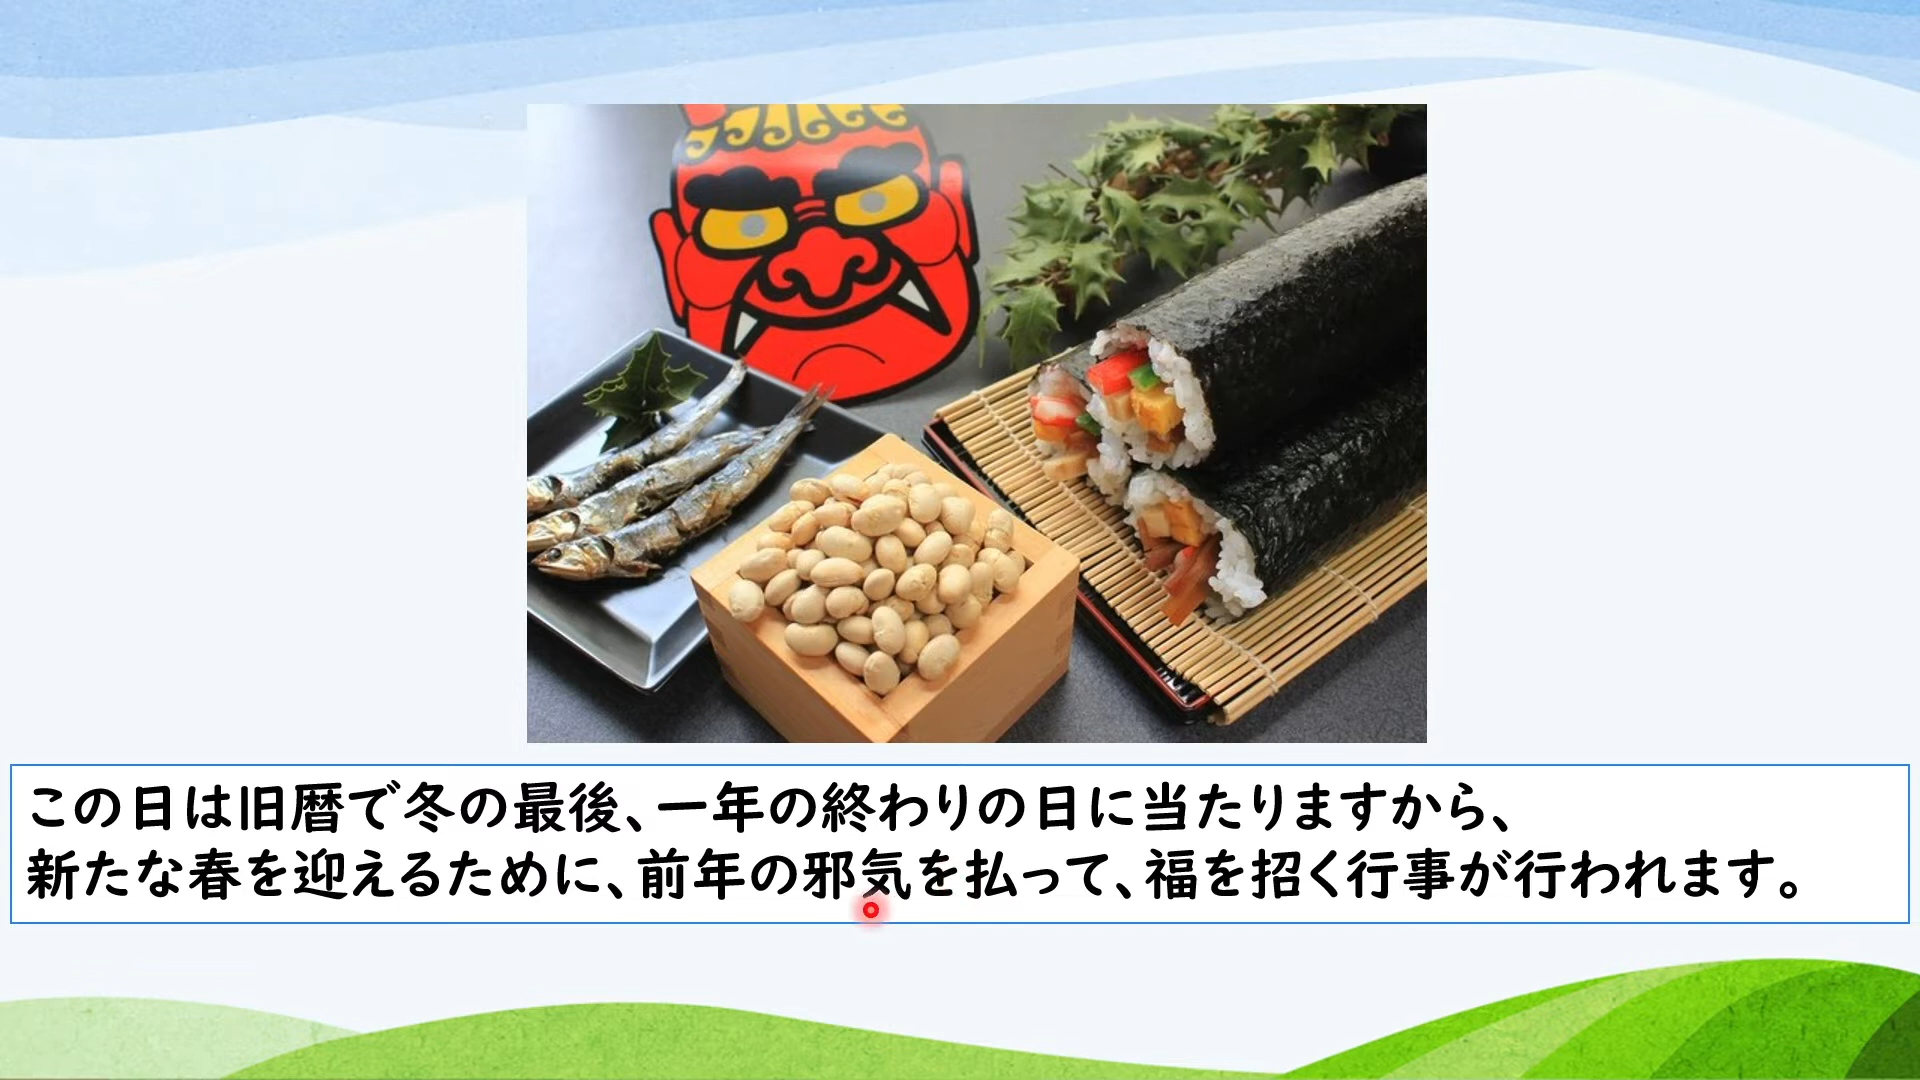 この日は旧暦で冬の最後、一年の終わりの日に当たりますから、
新たな春を迎えるために、前年の邪気を払って、福を招く行事が行われます。